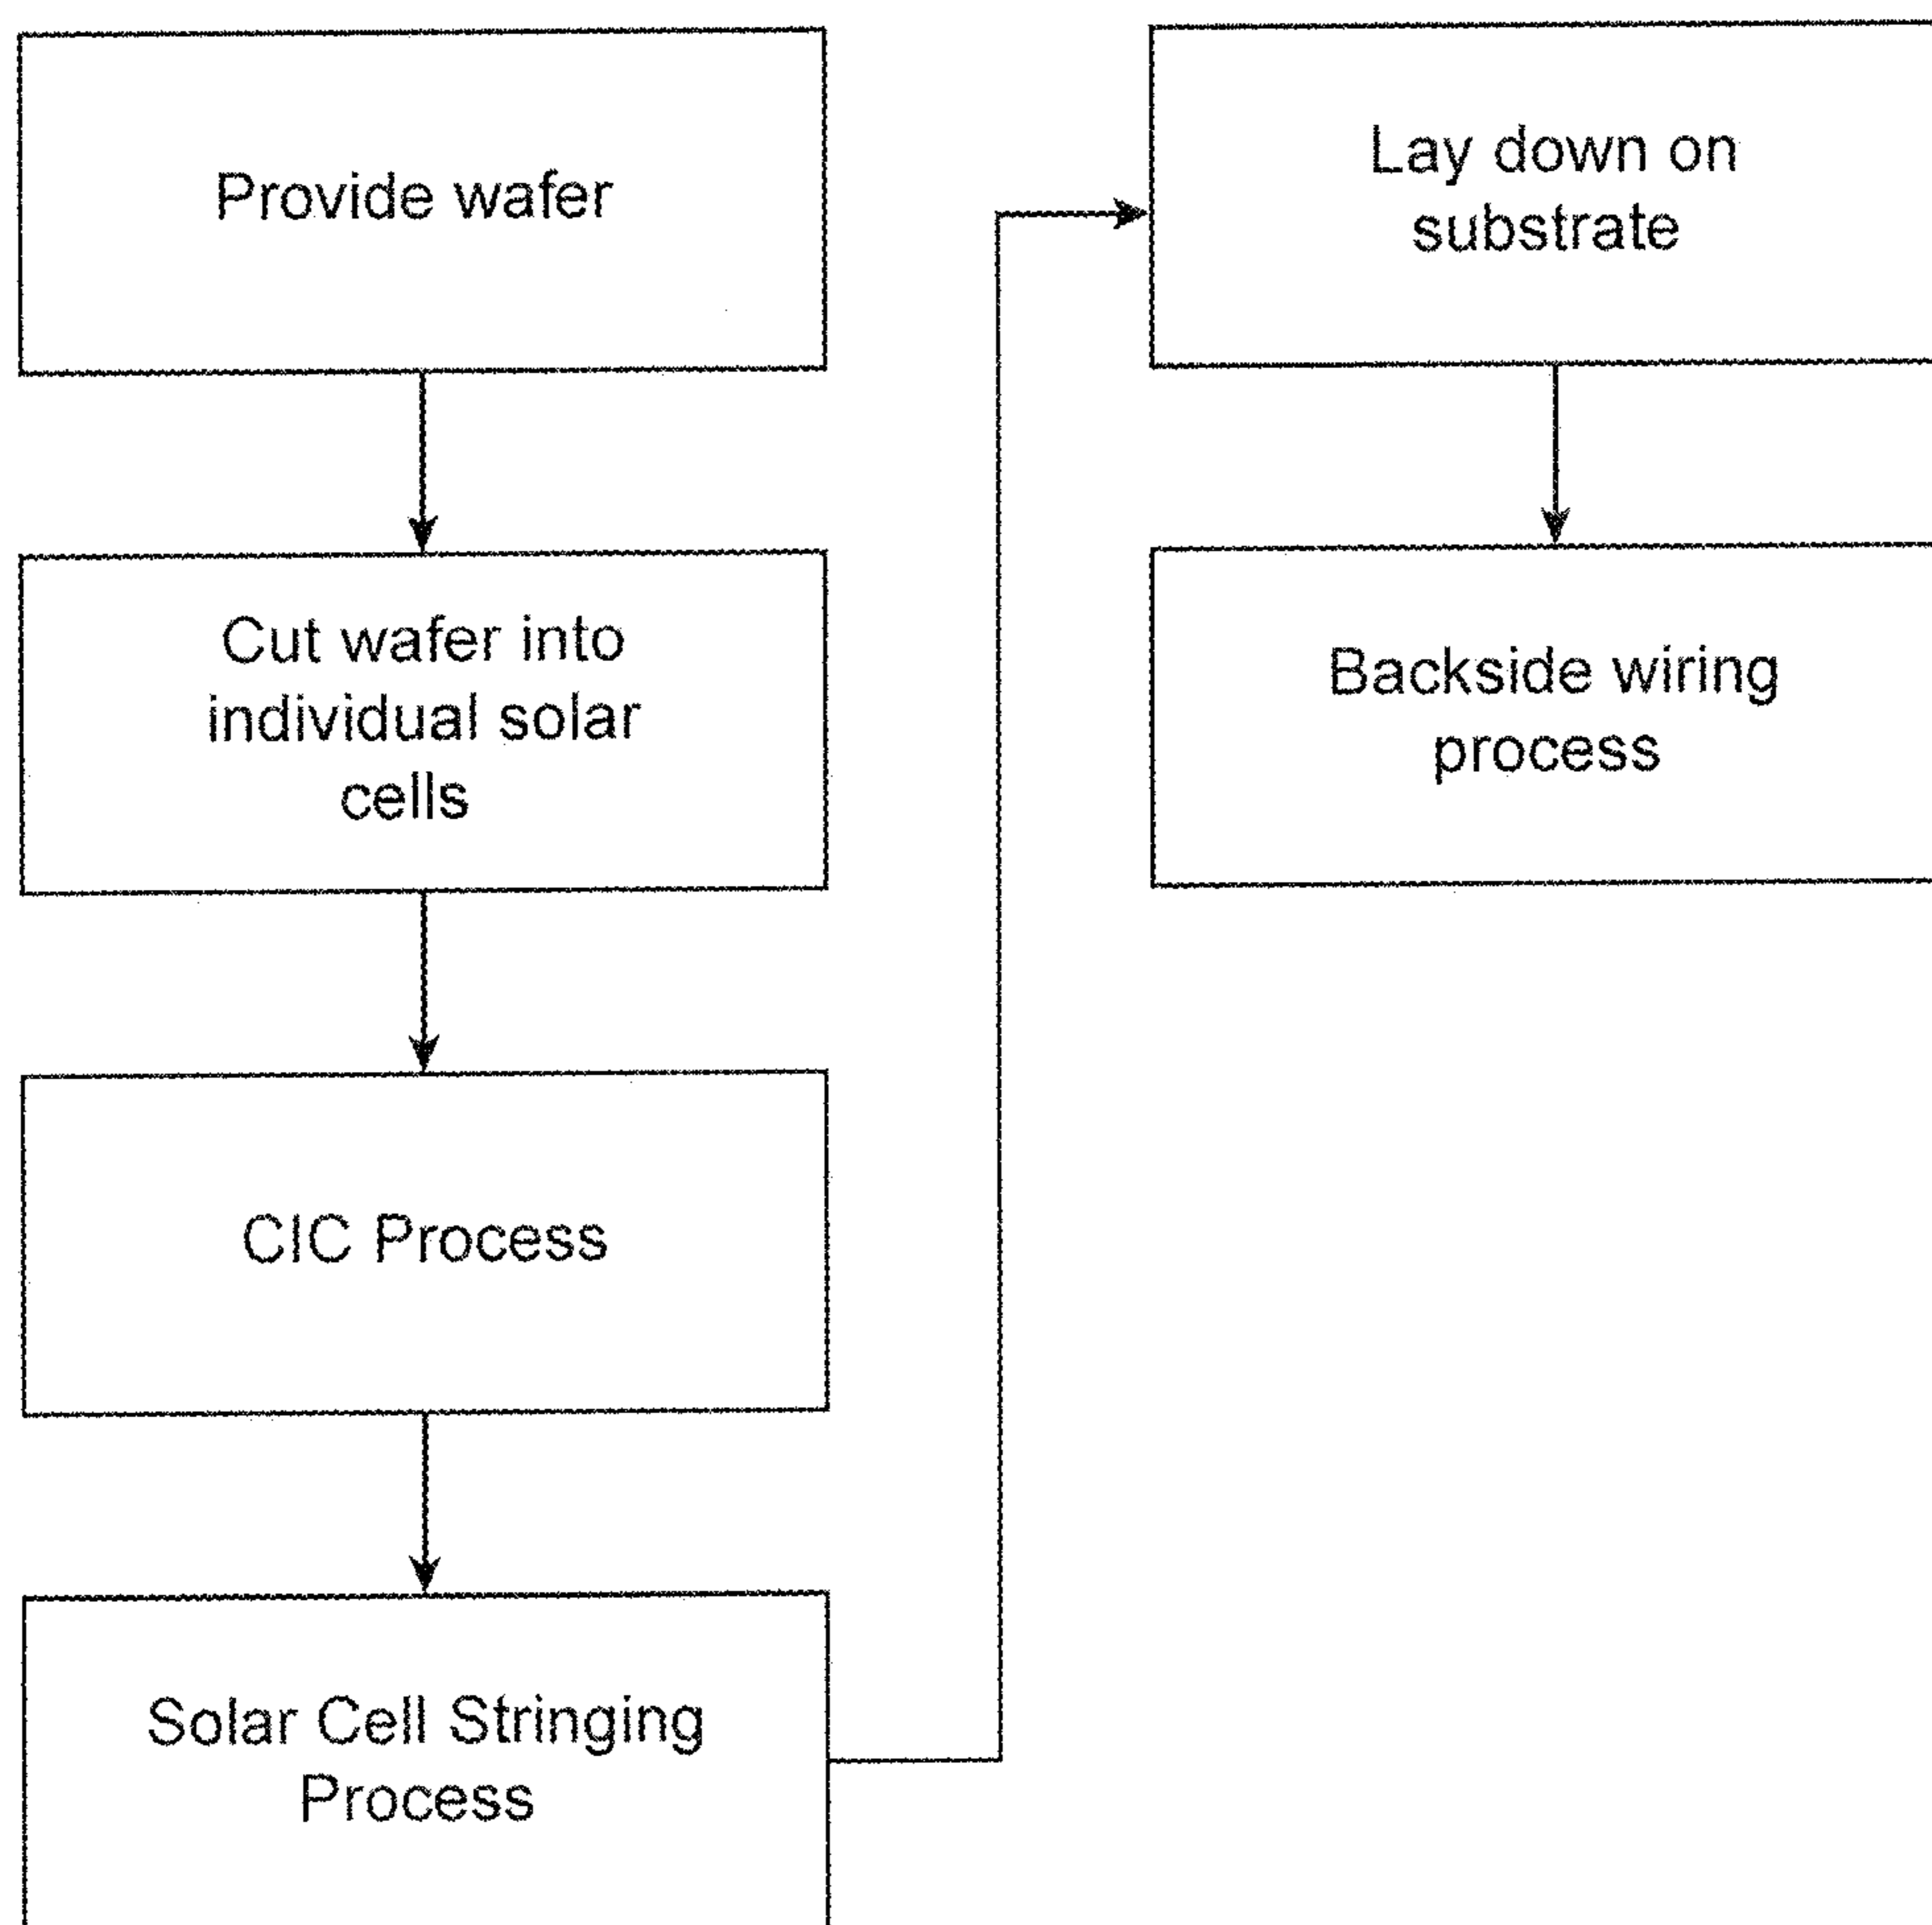 Provide wafer
Cut wafer into
individual solar
cells
CIC Process
Solar Cell Stringing
Process
Lay down on
substrate
Backside wiring
process